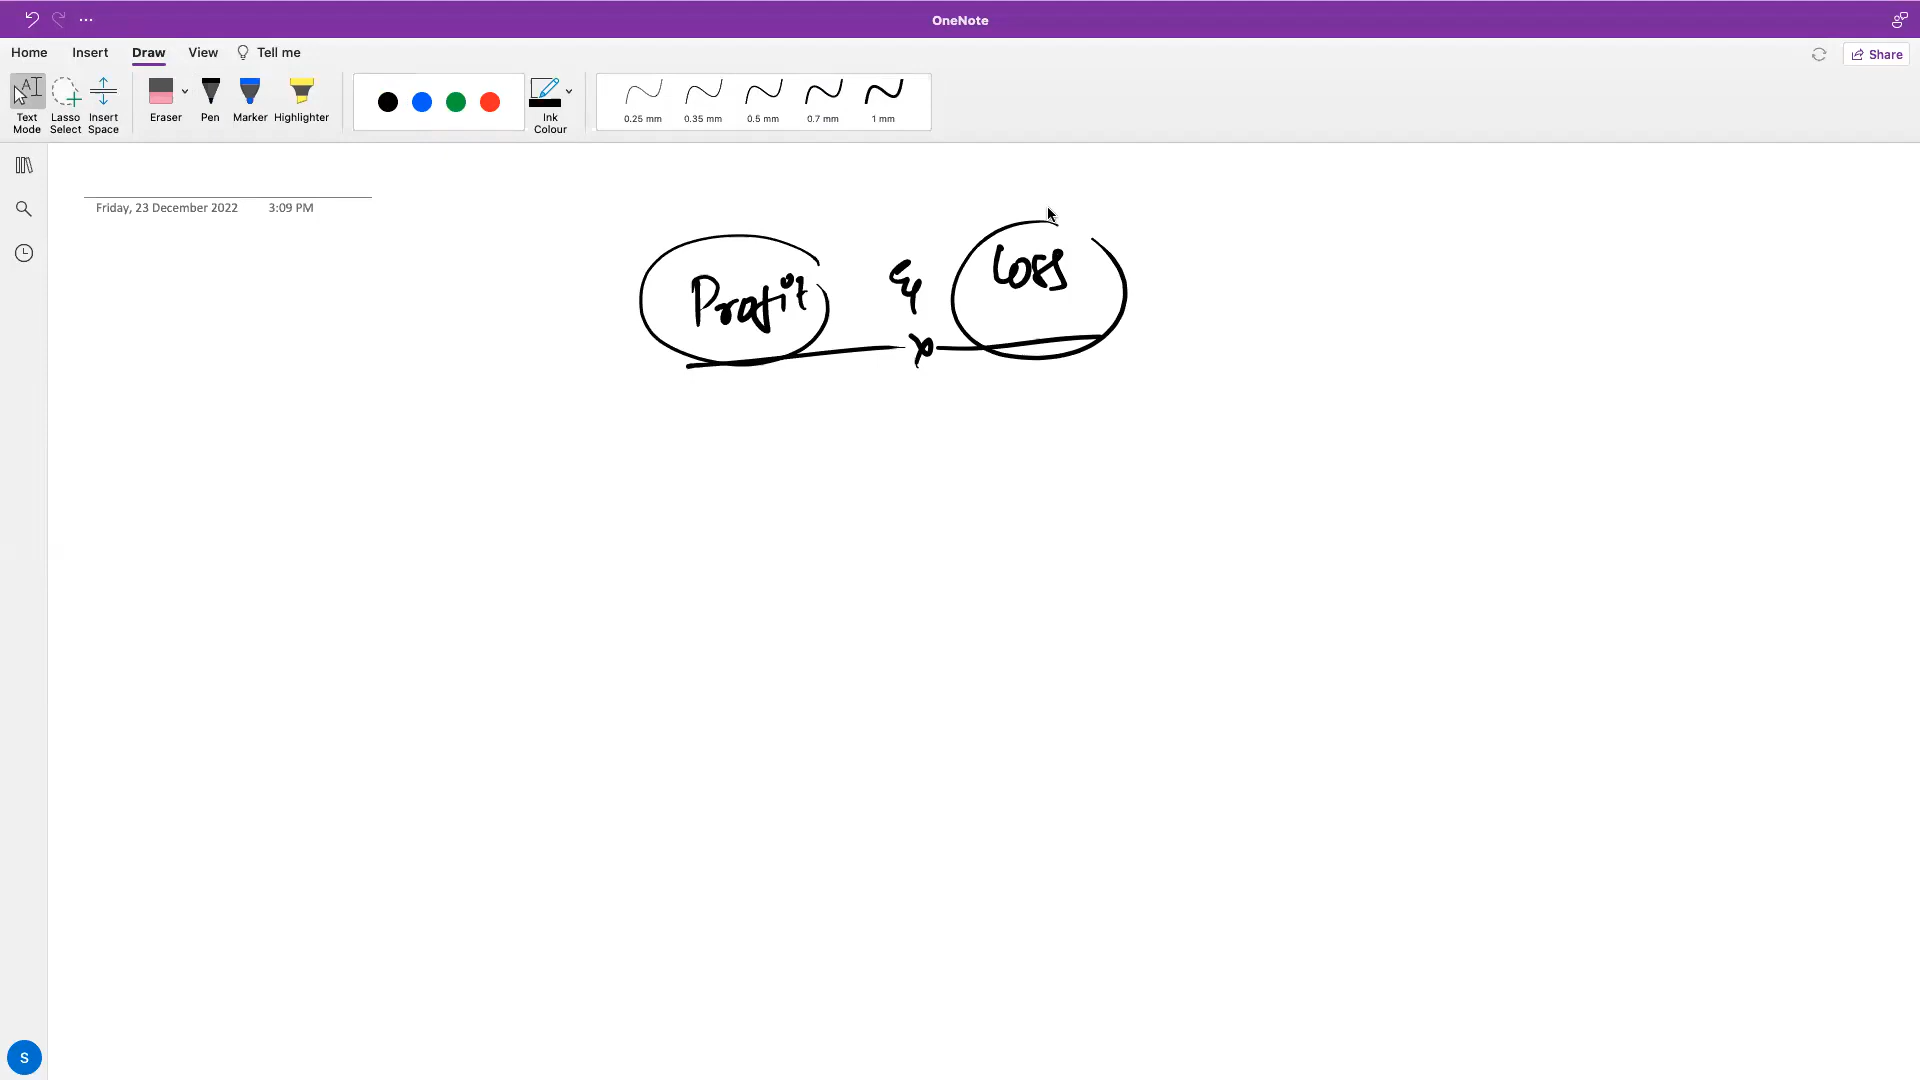 OneNote
Home Insert Draw View Tell me
Share
Text Mode
Lasso Select
Insert Space
Eraser
Pen
Marker
Highlighter
Ink Colour
0.25 mm
0.35 mm
0.5 mm
0.7 mm
1 mm
Friday, 23 December 2022 3:09 PM
Profit & Loss
S